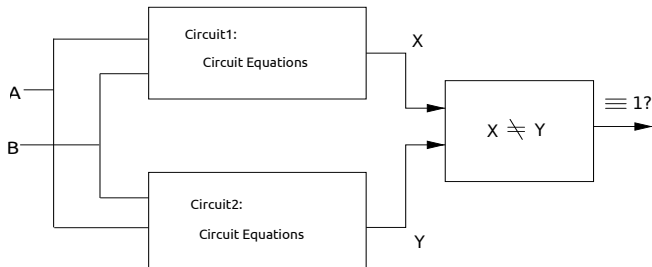 Circuit1:
Circuit Equations
X
A
≡ 1?
X ≠ Y
B
Circuit2:
Circuit Equations
Y